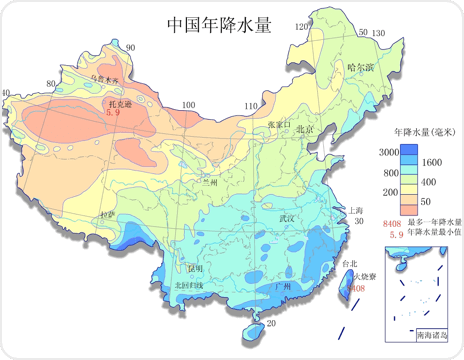 中国年降水量
90
120
50
130
乌鲁木齐
哈尔滨
40
80
托克逊
5.9
100
110
张家口
北京
年降水量(毫米)
3000
1600
800
400
200
50
兰州
拉萨
武汉
上海
30
8408 最多一年降水量
5.9 年降水量最小值
昆明
台北
火烧寮
8408
北回归线
广州
20
南海诸岛